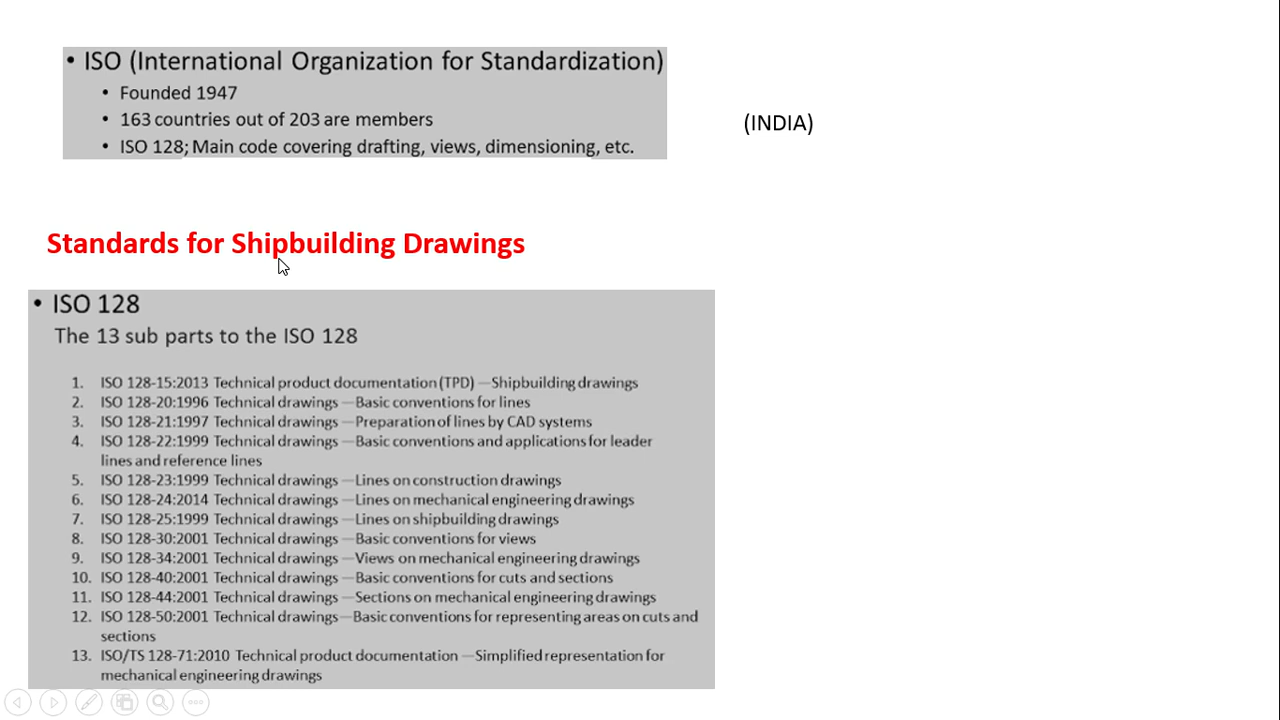 • ISO (International Organization for Standardization)
• Founded 1947
• 163 countries out of 203 are members
• ISO 128; Main code covering drafting, views, dimensioning, etc.
(INDIA)
Standards for Shipbuilding Drawings
• ISO 128
The 13 sub parts to the ISO 128
1. ISO 128-15:2013 Technical product documentation (TPD) —Shipbuilding drawings
2. ISO 128-20:1996 Technical drawings —Basic conventions for lines
3. ISO 128-21:1997 Technical drawings —Preparation of lines by CAD systems
4. ISO 128-22:1999 Technical drawings —Basic conventions and applications for leader
lines and reference lines
5. ISO 128-23:1999 Technical drawings —Lines on construction drawings
6. ISO 128-24:2014 Technical drawings —Lines on mechanical engineering drawings
7. ISO 128-25:1999 Technical drawings —Lines on shipbuilding drawings
8. ISO 128-30:2001 Technical drawings —Basic conventions for views
9. ISO 128-34:2001 Technical drawings —Views on mechanical engineering drawings
10. ISO 128-40:2001 Technical drawings —Basic conventions for cuts and sections
11. ISO 128-44:2001 Technical drawings —Sections on mechanical engineering drawings
12. ISO 128-50:2001 Technical drawings —Basic conventions for representing areas on cuts and
sections
13. ISO/TS 128-71:2010 Technical product documentation —Simplified representation for
mechanical engineering drawings